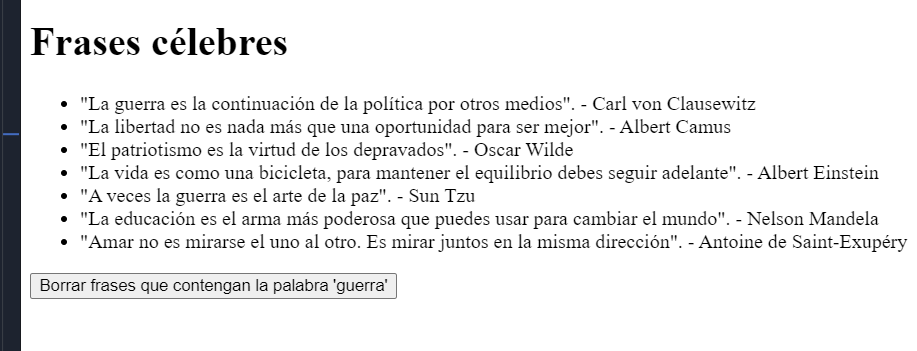 Frases célebres
"La guerra es la continuación de la política por otros medios". - Carl von Clausewitz
"La libertad no es nada más que una oportunidad para ser mejor". - Albert Camus
"El patriotismo es la virtud de los depravados". - Oscar Wilde
"La vida es como una bicicleta, para mantener el equilibrio debes seguir adelante". - Albert Einstein
"A veces la guerra es el arte de la paz". - Sun Tzu
"La educación es el arma más poderosa que puedes usar para cambiar el mundo". - Nelson Mandela
"Amar no es mirarse el uno al otro. Es mirar juntos en la misma dirección". - Antoine de Saint-Exupéry
Borrar frases que contengan la palabra 'guerra'